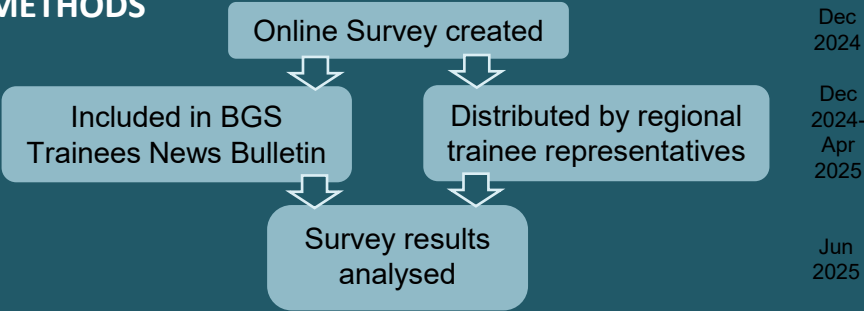 METHODS
Online Survey created
Dec
2024
Included in BGS
Trainees News Bulletin
Distributed by regional
trainee representatives
Dec
2024-
Apr
2025
Survey results
analysed
Jun
2025